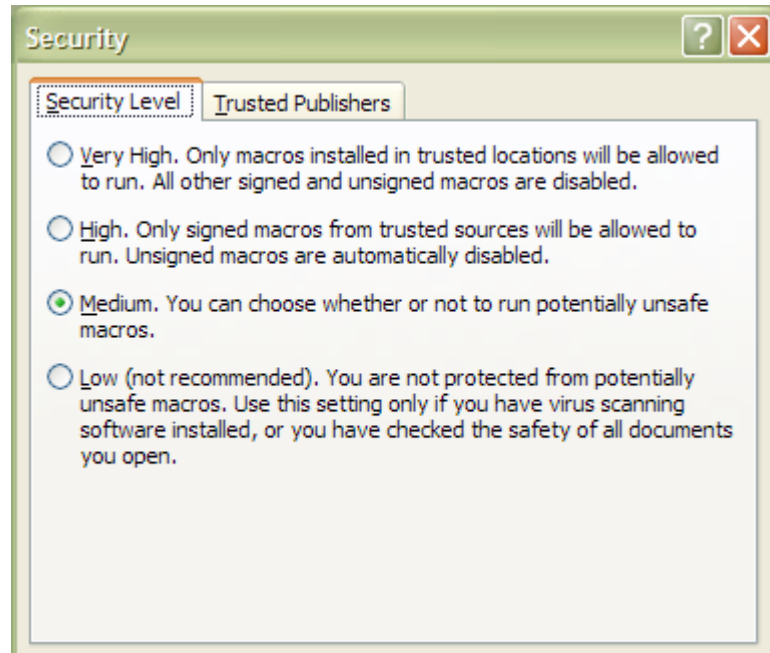 Security
Security Level Trusted Publishers
Very High. Only macros installed in trusted locations will be allowed
to run. All other signed and unsigned macros are disabled.
High. Only signed macros from trusted sources will be allowed to
run. Unsigned macros are automatically disabled.
Medium. You can choose whether or not to run potentially unsafe
macros.
Low (not recommended). You are not protected from potentially
unsafe macros. Use this setting only if you have virus scanning
software installed, or you have checked the safety of all documents
you open.